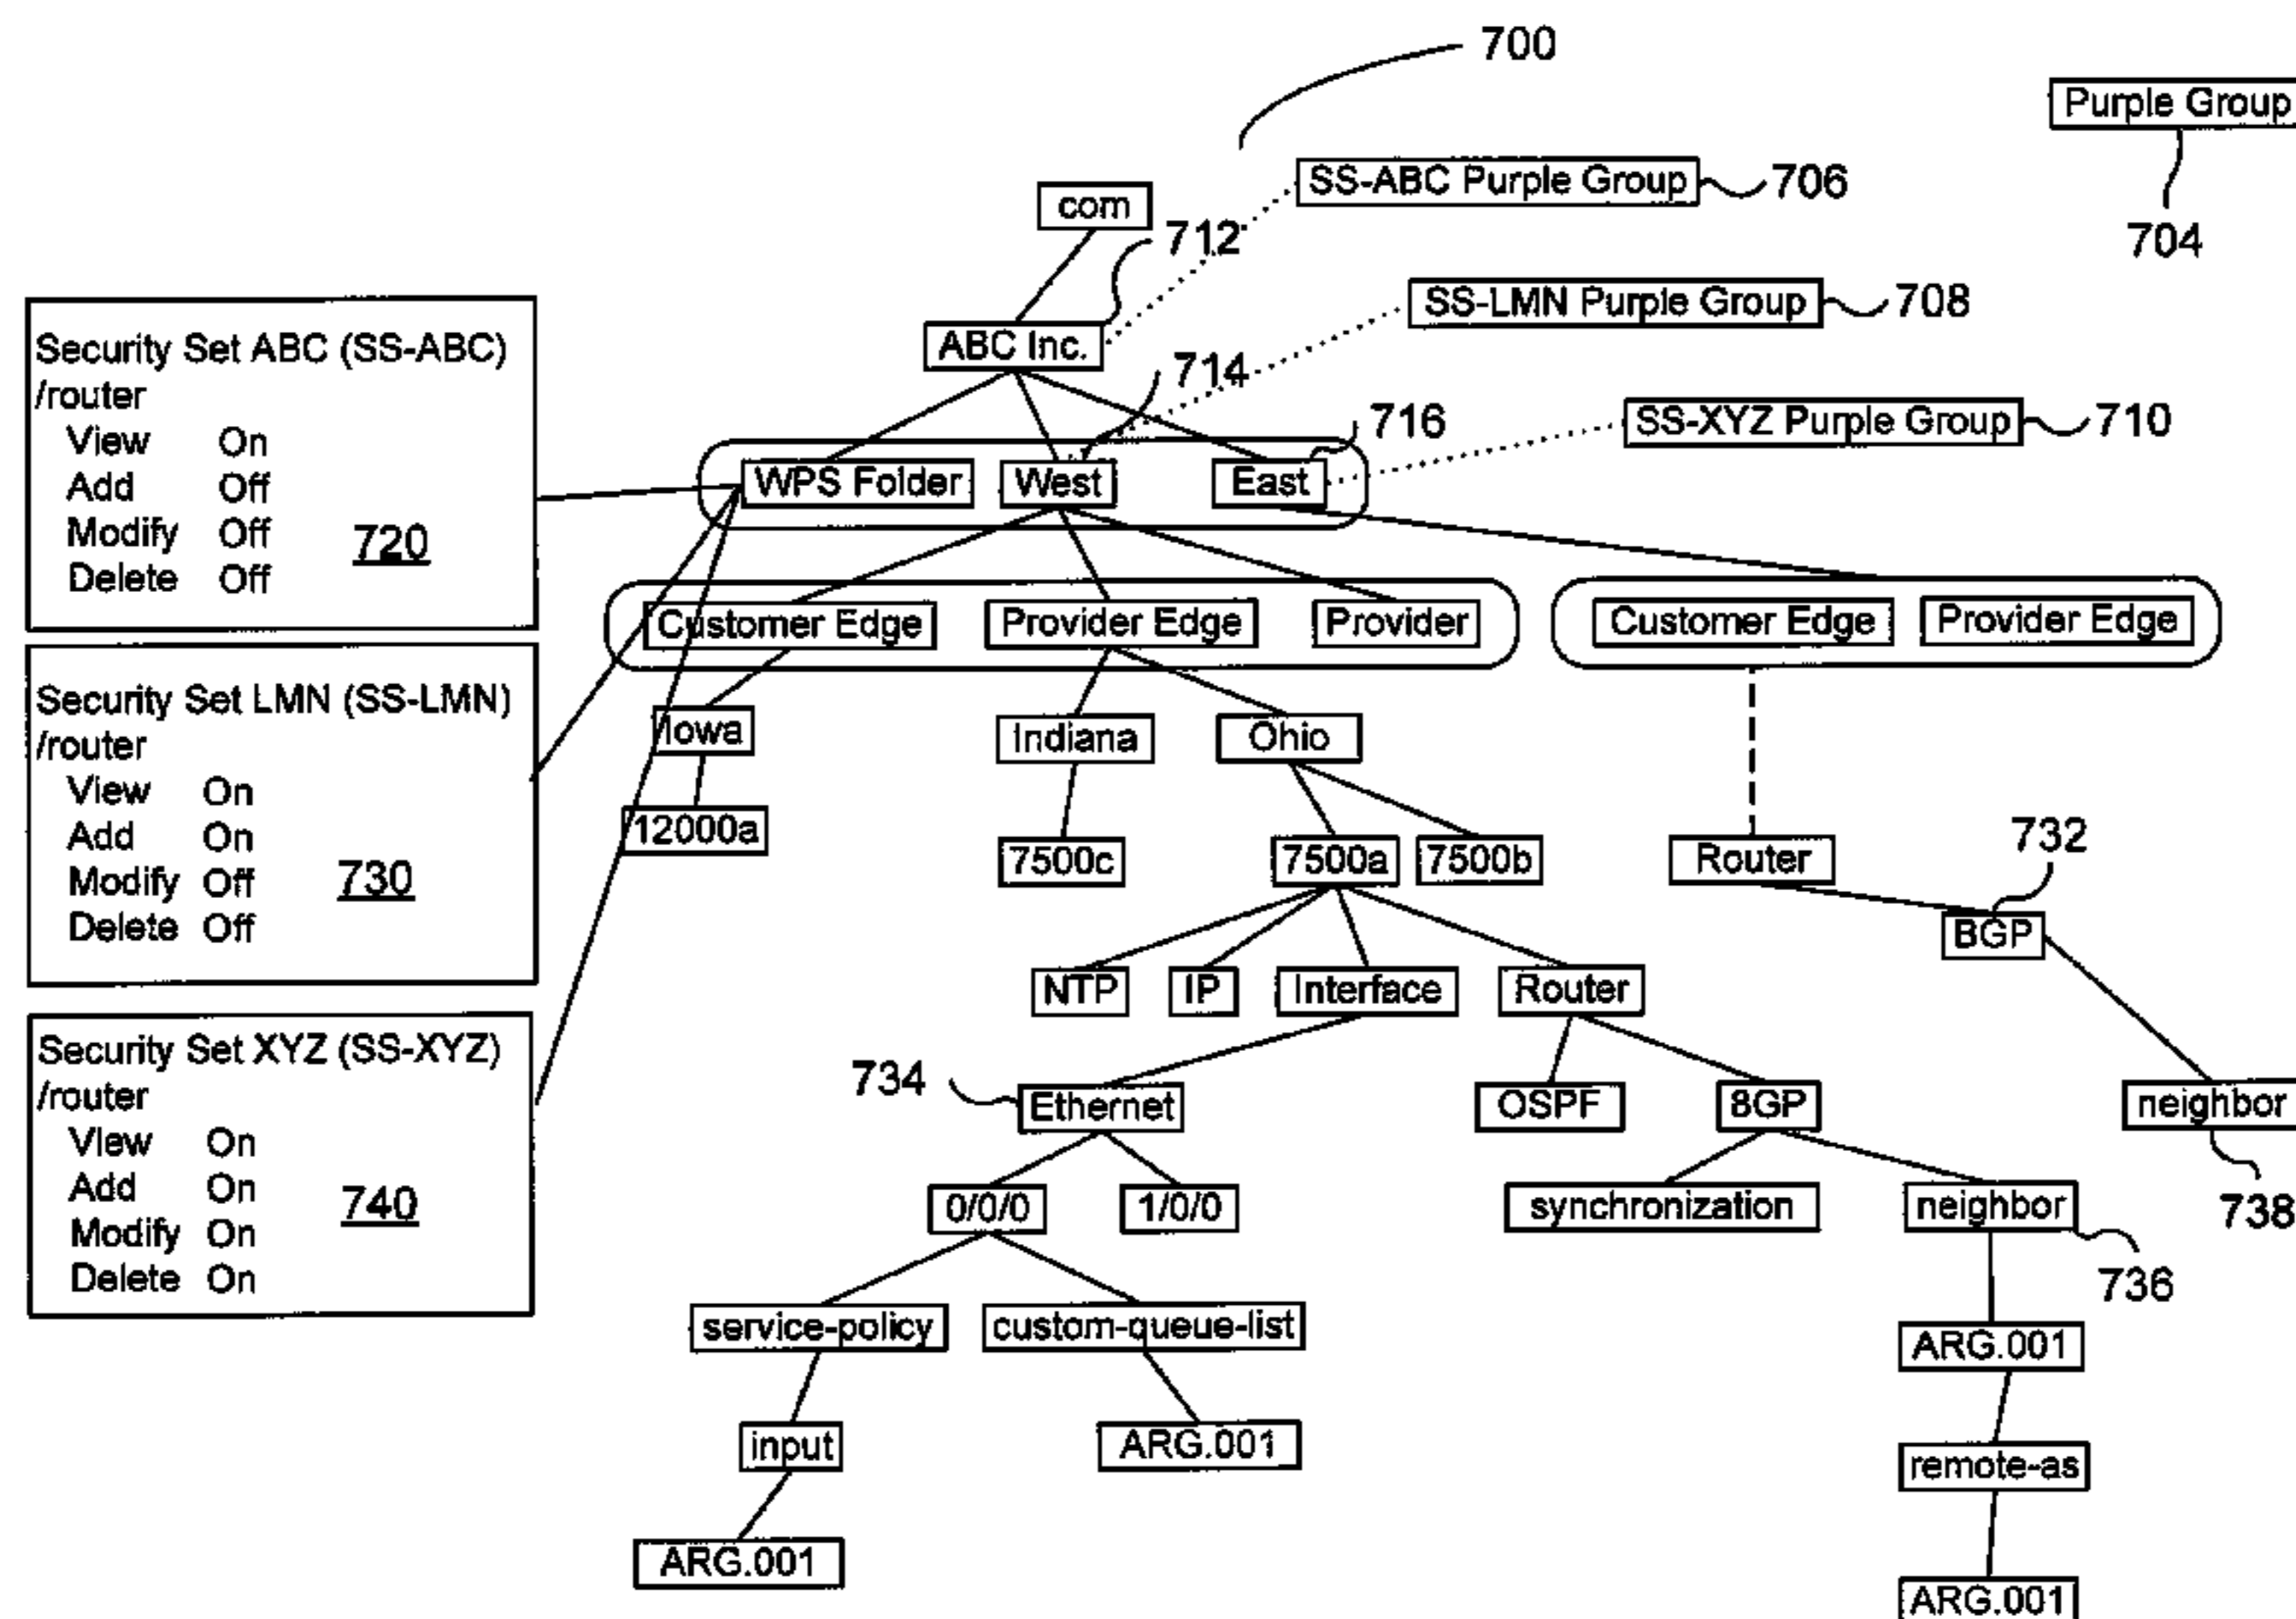 700
Purple Group
704
SS-ABC Purple Group 706
com
712
SS-LMN Purple Group 708
ABC Inc.
714
SS-XYZ Purple Group 710
716
WPS Folder West East
Security Set ABC (SS-ABC)
/router
View On
Add Off
Modify Off
Delete Off
720
Customer Edge Provider Edge Provider
Customer Edge Provider Edge
Security Set LMN (SS-LMN)
/router
View On
Add On
Modify Off
Delete Off
730
Iowa Indiana Ohio
12000a 7500c 7500a 7500b
Router
732
BGP
NTP IP Interface Router
Security Set XYZ (SS-XYZ)
/router
View On
Add On
Modify On
Delete On
740
734 Ethernet OSPF 8GP
neighbor
738
0/0/0 1/0/0 synchronization neighbor
736
service-policy custom-queue-list
ARG.001
input ARG.001 remote-as
ARG.001 ARG.001